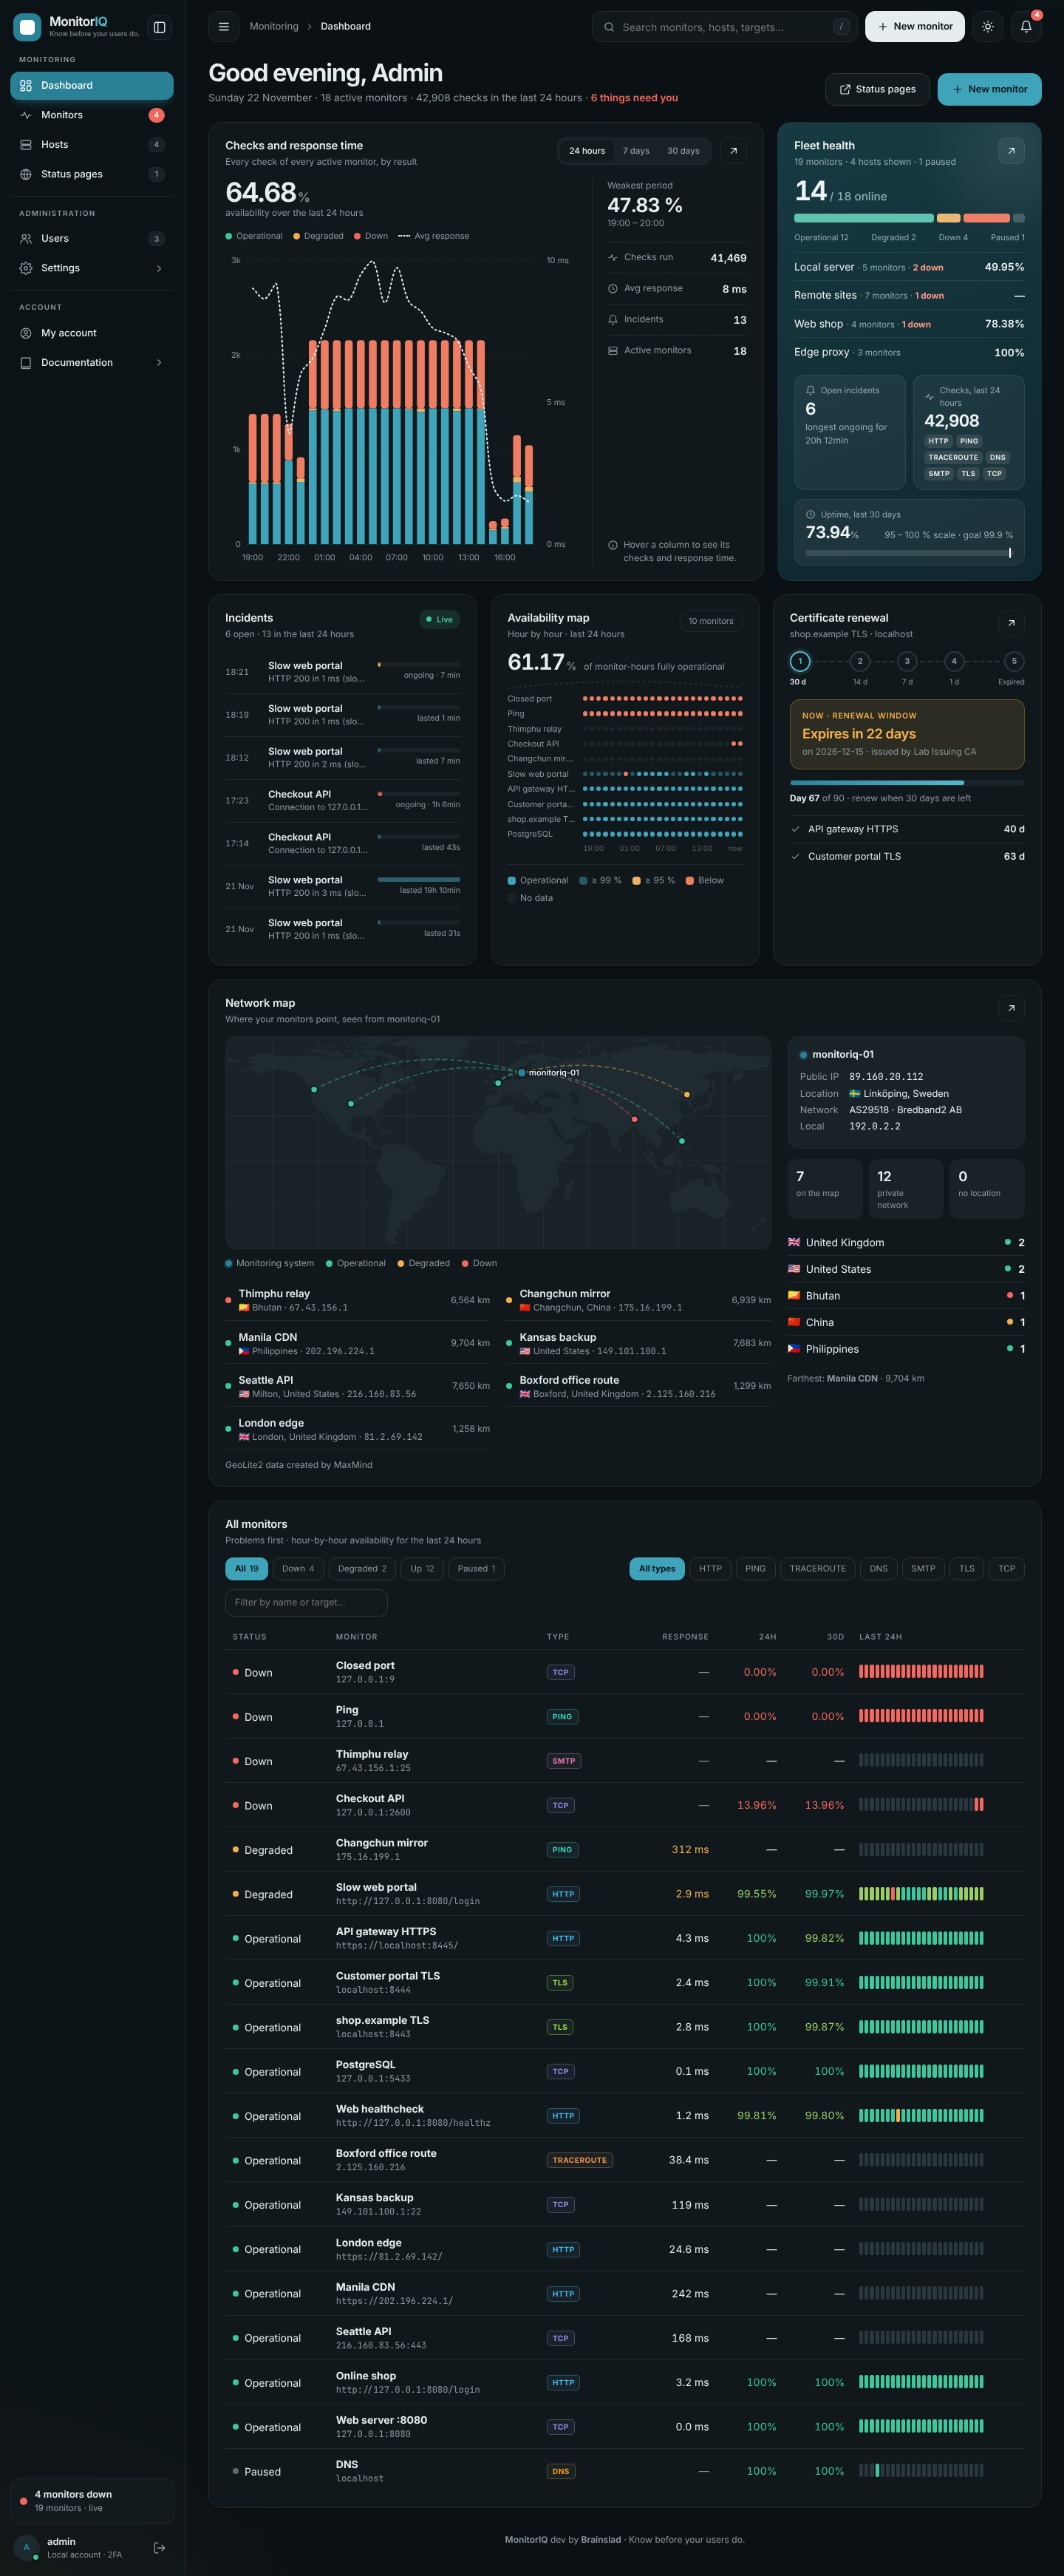 MonitorIQ
Know before your users do.
MONITORING
Dashboard
Monitors 4
Hosts 4
Status pages 1
ADMINISTRATION
Users 3
Settings
ACCOUNT
My account
Documentation
Monitoring > Dashboard
Search monitors, hosts, targets...
/
New monitor
4
Good evening, Admin
Sunday 22 November · 18 active monitors · 42,908 checks in the last 24 hours · 6 things need you
Status pages
New monitor
Checks and response time
Every check of every active monitor, by result
24 hours 7 days 30 days
64.68%
availability over the last 24 hours
Operational Degraded Down Avg response
3k
2k
1k
0
10 ms
5 ms
0 ms
19:00 22:00 01:00 04:00 07:00 10:00 13:00 16:00
Weakest period
47.83 %
19:00 – 20:00
Checks run 41,469
Avg response 8 ms
Incidents 13
Active monitors 18
Hover a column to see its
checks and response time.
Fleet health
19 monitors · 4 hosts shown · 1 paused
14 / 18 online
Operational 12 Degraded 2 Down 4 Paused 1
Local server · 5 monitors · 2 down 49.95%
Remote sites · 7 monitors · 1 down —
Web shop · 4 monitors · 1 down 78.38%
Edge proxy · 3 monitors 100%
Open incidents
6
longest ongoing for
20h 12min
Checks, last 24
hours
42,908
HTTP PING
TRACEROUTE DNS
SMTP TLS TCP
Uptime, last 30 days
73.94% 95 – 100 % scale · goal 99.9 %
Incidents
6 open · 13 in the last 24 hours
Live
18:21 Slow web portal
HTTP 200 in 1 ms (slo... ongoing · 7 min
18:19 Slow web portal
HTTP 200 in 1 ms (slo... lasted 1 min
18:12 Slow web portal
HTTP 200 in 2 ms (slo... lasted 7 min
17:23 Checkout API
Connection to 127.0.0.1... ongoing · 1h 6min
17:14 Checkout API
Connection to 127.0.0.1... lasted 43s
21 Nov Slow web portal
HTTP 200 in 3 ms (slo... lasted 19h 10min
21 Nov Slow web portal
HTTP 200 in 1 ms (slo... lasted 31s
Availability map
Hour by hour · last 24 hours
10 monitors
61.17% of monitor-hours fully operational
Closed port
Ping
Thimphu relay
Checkout API
Changchun mir...
Slow web portal
API gateway HT...
Customer porta...
shop.example T...
PostgreSQL
19:00 01:00 07:00 13:00 now
Operational ≥ 99 % ≥ 95 % Below
No data
Certificate renewal
shop.example TLS · localhost
1 2 3 4 5
30 d 14 d 7 d 1 d Expired
NOW · RENEWAL WINDOW
Expires in 22 days
on 2026-12-15 · issued by Lab Issuing CA
Day 67 of 90 · renew when 30 days are left
API gateway HTTPS 40 d
Customer portal TLS 63 d
Network map
Where your monitors point, seen from monitoriq-01
monitoriq-01
Monitoring system Operational Degraded Down
Thimphu relay
Bhutan · 67.43.156.1 6,564 km
Changchun mirror
Changchun, China · 175.16.199.1 6,939 km
Manila CDN
Philippines · 202.196.224.1 9,704 km
Kansas backup
United States · 149.101.100.1 7,683 km
Seattle API
Milton, United States · 216.160.83.56 7,650 km
Boxford office route
Boxford, United Kingdom · 2.125.160.216 1,299 km
London edge
London, United Kingdom · 81.2.69.142 1,258 km
GeoLite2 data created by MaxMind
monitoriq-01
Public IP 89.160.20.112
Location Linköping, Sweden
Network AS29518 · Bredband2 AB
Local 192.0.2.2
7
on the map
12
private
network
0
no location
United Kingdom 2
United States 2
Bhutan 1
China 1
Philippines 1
Farthest: Manila CDN · 9,704 km
All monitors
Problems first · hour-by-hour availability for the last 24 hours
All 19 Down 4 Degraded 2 Up 12 Paused 1
All types HTTP PING TRACEROUTE DNS SMTP TLS TCP
Filter by name or target...
STATUS MONITOR TYPE RESPONSE 24H 30D LAST 24H
Down Closed port TCP — 0.00% 0.00%
127.0.0.1:9
Down Ping PING — 0.00% 0.00%
127.0.0.1
Down Thimphu relay SMTP — — —
67.43.156.1:25
Down Checkout API TCP — 13.96% 13.96%
127.0.0.1:2600
Degraded Changchun mirror PING 312 ms — —
175.16.199.1
Degraded Slow web portal HTTP 2.9 ms 99.55% 99.97%
http://127.0.0.1:8080/login
Operational API gateway HTTPS HTTP 4.3 ms 100% 99.82%
https://localhost:8445/
Operational Customer portal TLS TLS 2.4 ms 100% 99.91%
localhost:8444
Operational shop.example TLS TLS 2.8 ms 100% 99.87%
localhost:8443
Operational PostgreSQL TCP 0.1 ms 100% 100%
127.0.0.1:5433
Operational Web healthcheck HTTP 1.2 ms 99.81% 99.80%
http://127.0.0.1:8080/healthz
Operational Boxford office route TRACEROUTE 38.4 ms — —
2.125.160.216
Operational Kansas backup TCP 119 ms — —
149.101.100.1:22
Operational London edge HTTP 24.6 ms — —
https://81.2.69.142/
Operational Manila CDN HTTP 242 ms — —
https://202.196.224.1/
Operational Seattle API TCP 168 ms — —
216.160.83.56:443
Operational Online shop HTTP 3.2 ms 100% 100%
http://127.0.0.1:8080/login
Operational Web server :8080 TCP 0.0 ms 100% 100%
127.0.0.1:8080
Paused DNS DNS — 100% 100%
localhost
4 monitors down
19 monitors · live
A
admin
Local account · 2FA
MonitorIQ dev by Brainslad · Know before your users do.